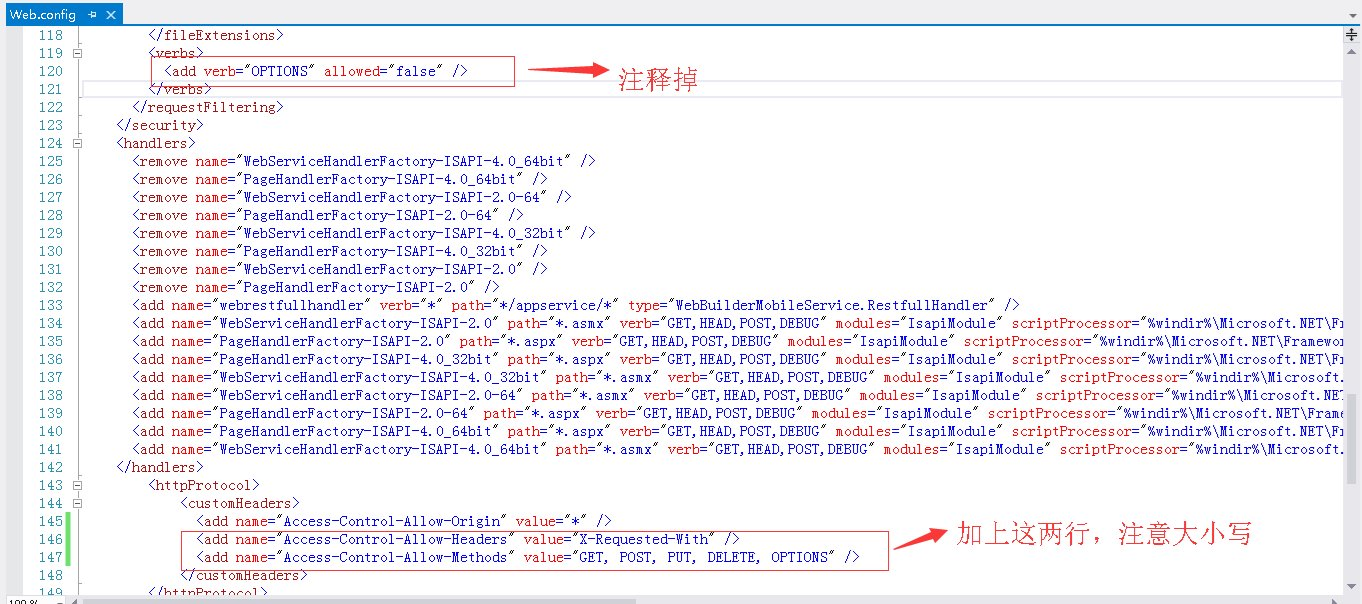 Web.config
118 </fileExtensions>
119 <verbs>
120 <add verb="OPTIONS" allowed="false" />
注释掉
121 </verbs>
122 </requestFiltering>
123 </security>
124 <handlers>
125 <remove name="WebServiceHandlerFactory-ISAPI-4.0_64bit" />
126 <remove name="PageHandlerFactory-ISAPI-4.0_64bit" />
127 <remove name="WebServiceHandlerFactory-ISAPI-2.0-64" />
128 <remove name="PageHandlerFactory-ISAPI-2.0-64" />
129 <remove name="WebServiceHandlerFactory-ISAPI-4.0_32bit" />
130 <remove name="PageHandlerFactory-ISAPI-4.0_32bit" />
131 <remove name="WebServiceHandlerFactory-ISAPI-2.0" />
132 <remove name="PageHandlerFactory-ISAPI-2.0" />
133 <add name="webrestfullhandler" verb="*" path="*/appservice/*" type="WebBuilderMobileService.RestfullHandler" />
134 <add name="WebServiceHandlerFactory-ISAPI-2.0" path="*.asmx" verb="GET,HEAD,POST,DEBUG" modules="IsapiModule" scriptProcessor="%windir%\Microsoft.NET\Fr
135 <add name="PageHandlerFactory-ISAPI-2.0" path="*.aspx" verb="GET,HEAD,POST,DEBUG" modules="IsapiModule" scriptProcessor="%windir%\Microsoft.NET\Framewor
136 <add name="PageHandlerFactory-ISAPI-4.0_32bit" path="*.aspx" verb="GET,HEAD,POST,DEBUG" modules="IsapiModule" scriptProcessor="%windir%\Microsoft.NET\Fr
137 <add name="WebServiceHandlerFactory-ISAPI-4.0_32bit" path="*.asmx" verb="GET,HEAD,POST,DEBUG" modules="IsapiModule" scriptProcessor="%windir%\Microsoft.
138 <add name="WebServiceHandlerFactory-ISAPI-2.0-64" path="*.asmx" verb="GET,HEAD,POST,DEBUG" modules="IsapiModule" scriptProcessor="%windir%\Microsoft.NET
139 <add name="PageHandlerFactory-ISAPI-2.0-64" path="*.aspx" verb="GET,HEAD,POST,DEBUG" modules="IsapiModule" scriptProcessor="%windir%\Microsoft.NET\Frame
140 <add name="PageHandlerFactory-ISAPI-4.0_64bit" path="*.aspx" verb="GET,HEAD,POST,DEBUG" modules="IsapiModule" scriptProcessor="%windir%\Microsoft.NET\Fr
141 <add name="WebServiceHandlerFactory-ISAPI-4.0_64bit" path="*.asmx" verb="GET,HEAD,POST,DEBUG" modules="IsapiModule" scriptProcessor="%windir%\Microsoft.
142 </handlers>
143 <httpProtocol>
144 <customHeaders>
145 <add name="Access-Control-Allow-Origin" value="*" />
146 <add name="Access-Control-Allow-Headers" value="X-Requested-With" />
加上这两行，注意大小写
147 <add name="Access-Control-Allow-Methods" value="GET, POST, PUT, DELETE, OPTIONS" />
148 </customHeaders>
149 </httpProtocol>
100 %